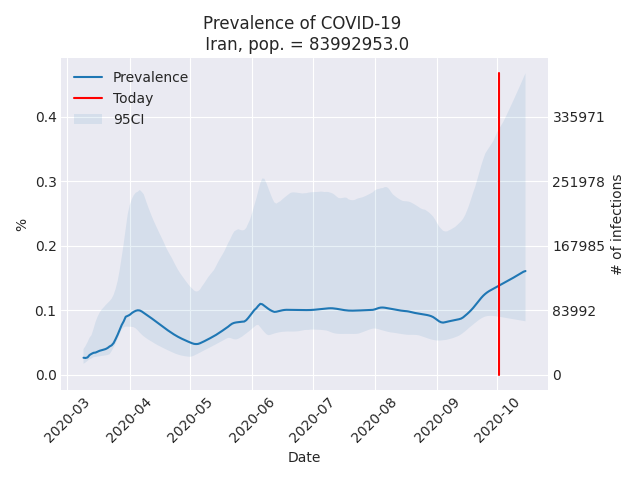 Prevalence of COVID-19
Iran, pop. = 83992953.0
Prevalence
Today
95CI
%
0.4
0.3
0.2
0.1
0.0
335971
251978
167985
83992
0
# of infections
2020-03
2020-04
2020-05
2020-06
2020-07
2020-08
2020-09
2020-10
Date